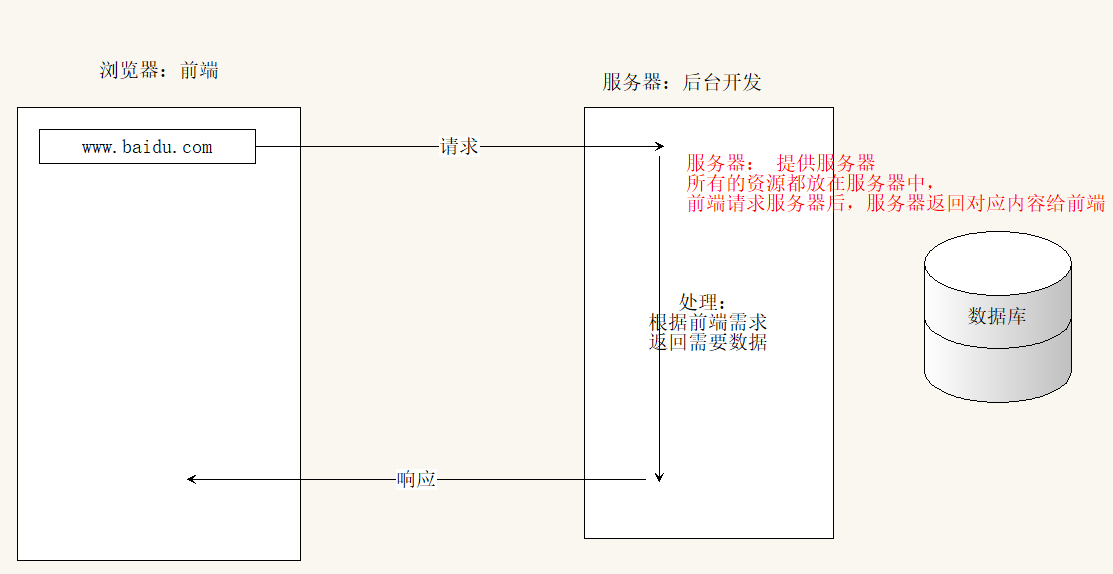 浏览器：前端
服务器：后台开发
www.baidu.com
请求
服务器： 提供服务器
所有的资源都放在服务器中，
前端请求服务器后，服务器返回对应内容给前端
处理：
根据前端需求
返回需要数据
数据库
响应